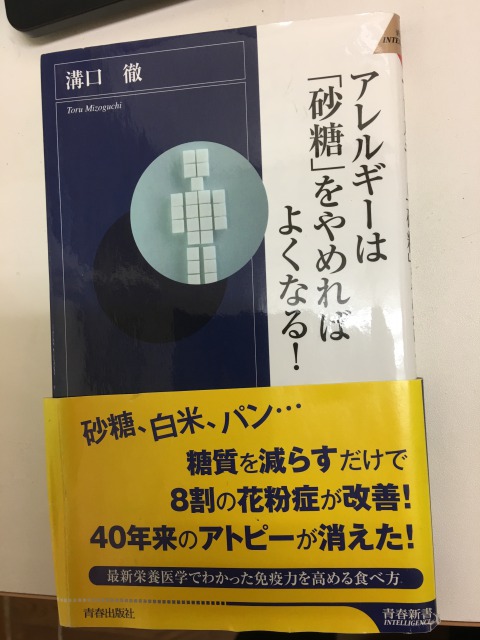 溝口 徹
Toru Mizoguchi
アレルギーは
「砂糖」をやめれば
よくなる!
砂糖、白米、パン…
糖質を減らすだけで
8割の花粉症が改善!
40年来のアトピーが消えた!
最新栄養医学でわかった免疫力を高める食べ方
青春出版社
青春新書
INTELLIGENCE